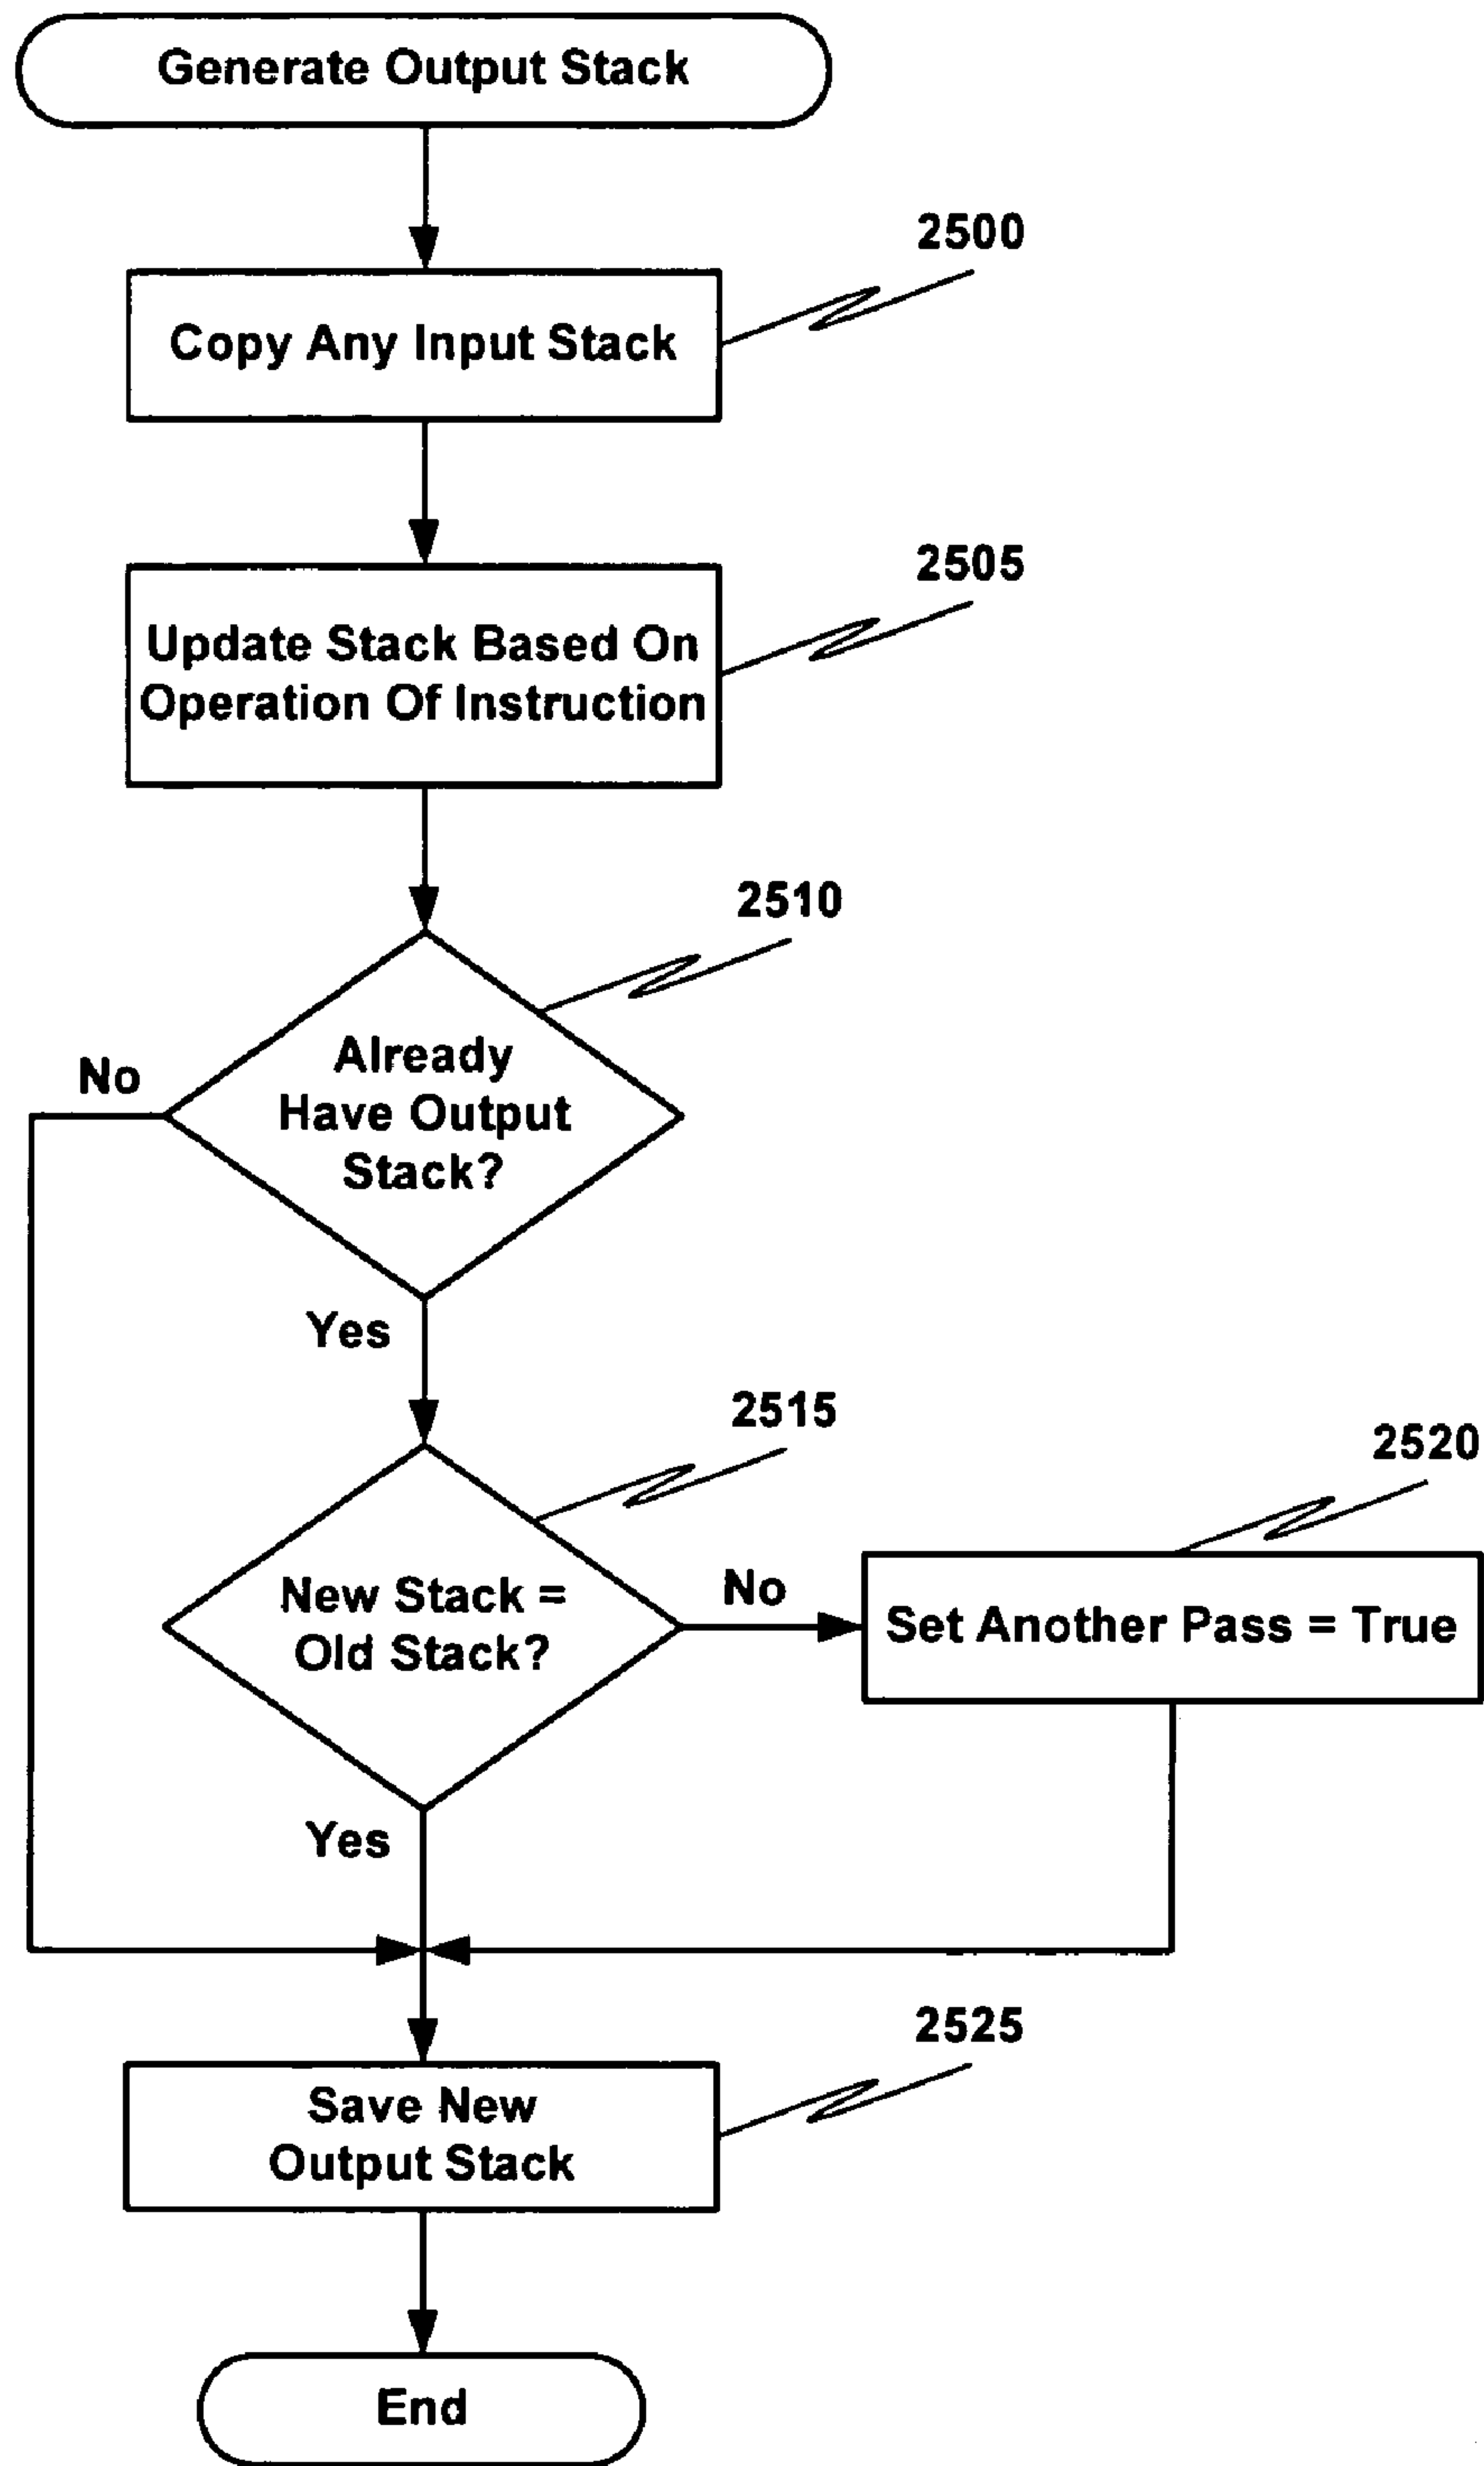 Generate Output Stack
2500
Copy Any Input Stack
2505
Update Stack Based On
Operation Of Instruction
2510
Already
Have Output
Stack?
No
Yes
2515
2520
New Stack =
Old Stack?
No
Set Another Pass = True
Yes
2525
Save New
Output Stack
End